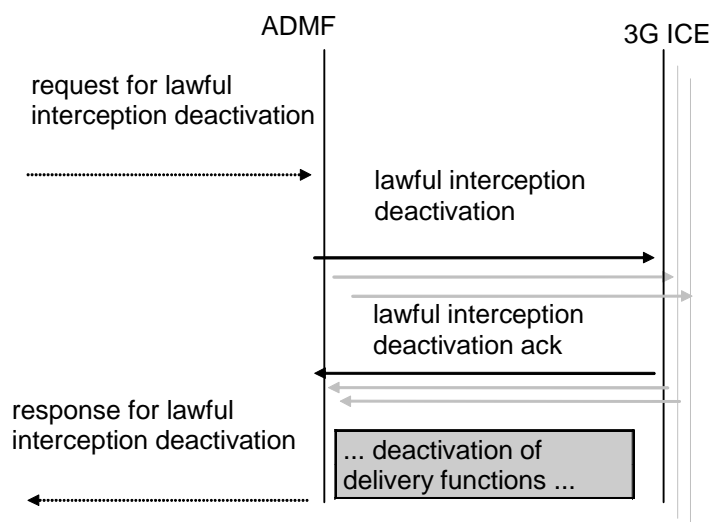 ADMF
3G ICE
request for lawful
interception deactivation
lawful interception
deactivation
lawful interception
deactivation ack
response for lawful
interception deactivation
... deactivation of
delivery functions ...